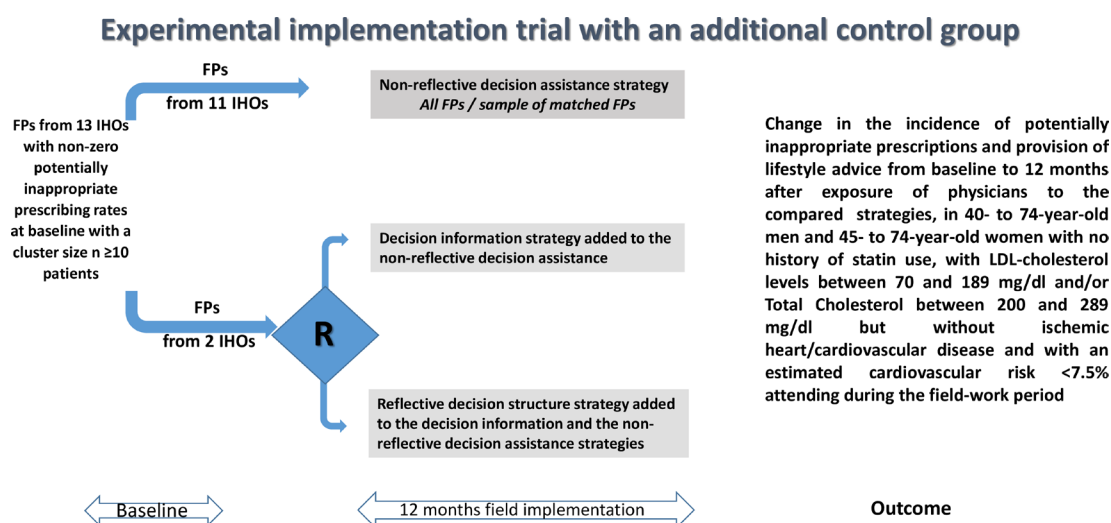 Experimental implementation trial with an additional control group
FPs
from 11 IHOs
Non-reflective decision assistance strategy
All FPs / sample of matched FPs
FPs from 13 IHOs
with non-zero
potentially
inappropriate
prescribing rates
at baseline with a
cluster size n ≥10
patients
Decision information strategy added to the
non-reflective decision assistance
FPs
from 2 IHOs
R
Reflective decision structure strategy added
to the decision information and the non-
reflective decision assistance strategies
Change in the incidence of potentially
inappropriate prescriptions and provision of
lifestyle advice from baseline to 12 months
after exposure of physicians to the
compared strategies, in 40- to 74-year-old
men and 45- to 74-year-old women with no
history of statin use, with LDL-cholesterol
levels between 70 and 189 mg/dl and/or
Total Cholesterol between 200 and 289
mg/dl but without ischemic
heart/cardiovascular disease and with an
estimated cardiovascular risk <7.5%
attending during the field-work period
Baseline
12 months field implementation
Outcome